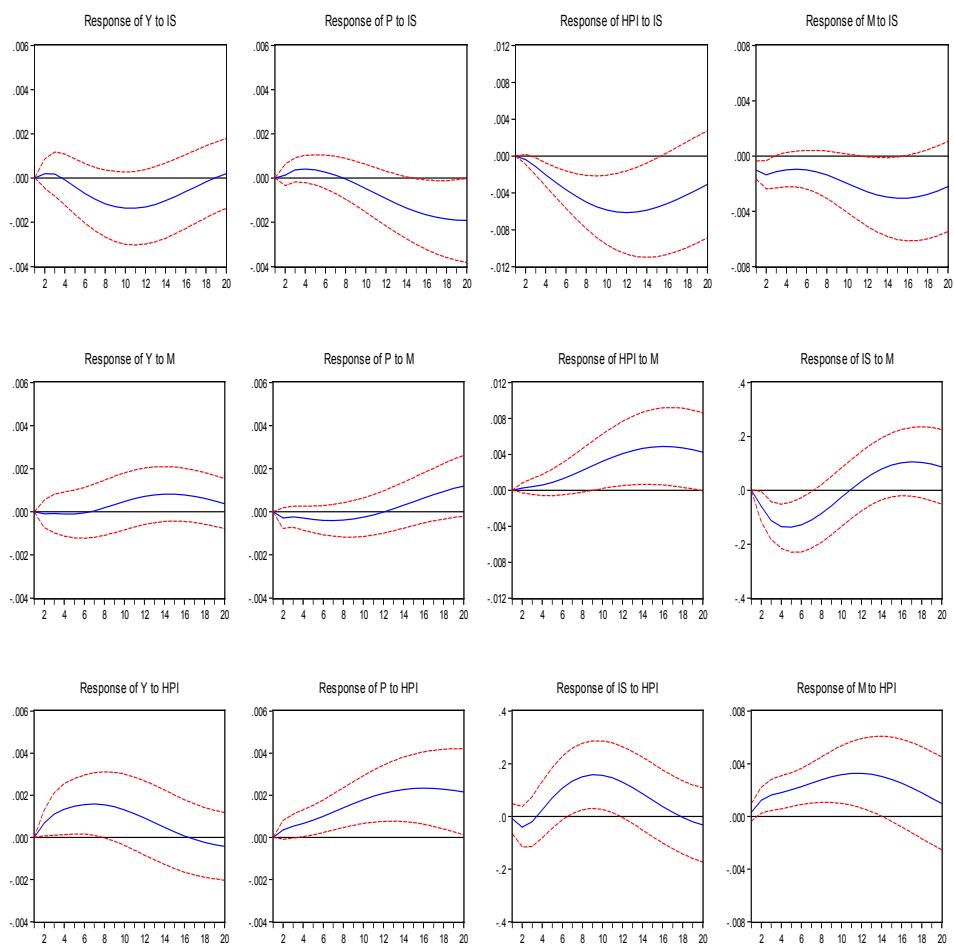 Response of Y to IS
.006
.004
.002
.000
-.002
-.004
2 4 6 8 10 12 14 16 18 20
Response of P to IS
.006
.004
.002
.000
-.002
-.004
2 4 6 8 10 12 14 16 18 20
Response of HPI to IS
.012
.008
.004
.000
-.004
-.008
-.012
2 4 6 8 10 12 14 16 18 20
Response of M to IS
.008
.004
.000
-.004
-.008
2 4 6 8 10 12 14 16 18 20
Response of Y to M
.006
.004
.002
.000
-.002
-.004
2 4 6 8 10 12 14 16 18 20
Response of P to M
.006
.004
.002
.000
-.002
-.004
2 4 6 8 10 12 14 16 18 20
Response of HPI to M
.012
.008
.004
.000
-.004
-.008
-.012
2 4 6 8 10 12 14 16 18 20
Response of IS to M
.4
.2
.0
-.2
-.4
2 4 6 8 10 12 14 16 18 20
Response of Y to HPI
.006
.004
.002
.000
-.002
-.004
2 4 6 8 10 12 14 16 18 20
Response of P to HPI
.006
.004
.002
.000
-.002
-.004
2 4 6 8 10 12 14 16 18 20
Response of IS to HPI
.4
.2
.00
.2
-.4
2 4 6 8 10 12 14 16 18 20
Response of M to HPI
.008
.004
.000
-.004
-.008
2 4 6 8 10 12 14 16 18 20